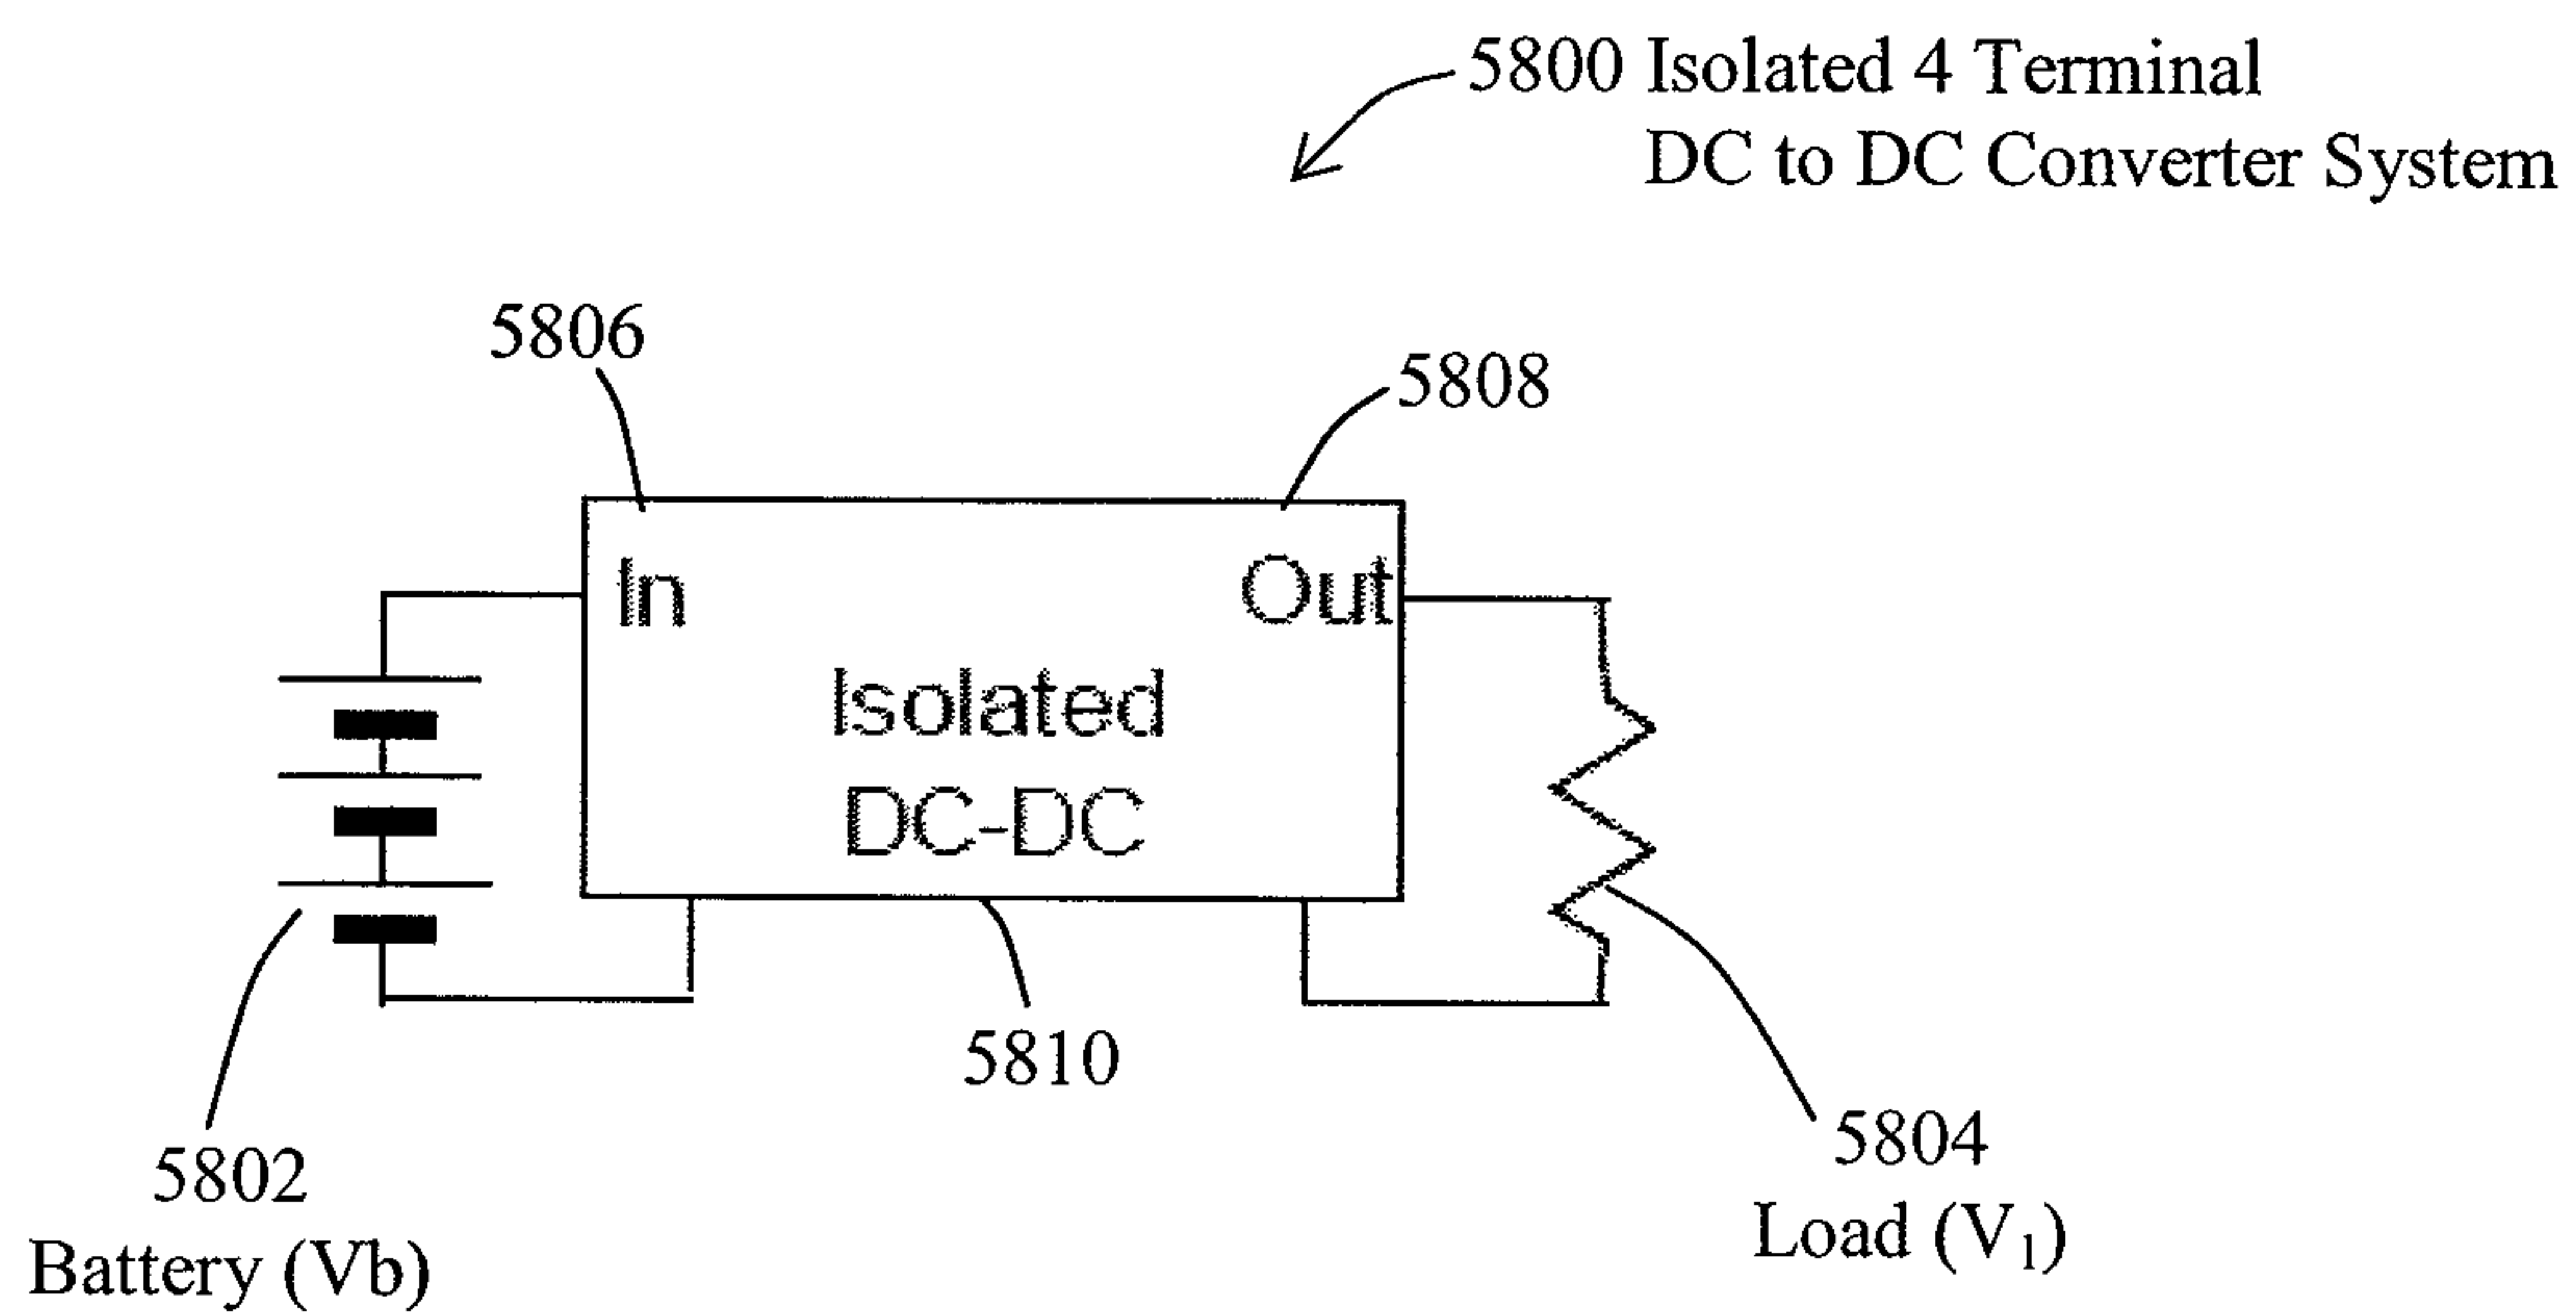 5800 Isolated 4 Terminal
DC to DC Converter System
5806
5808
In
Out
Isolated
DC-DC
5810
5802
Battery (Vb)
5804
Load (V₁)